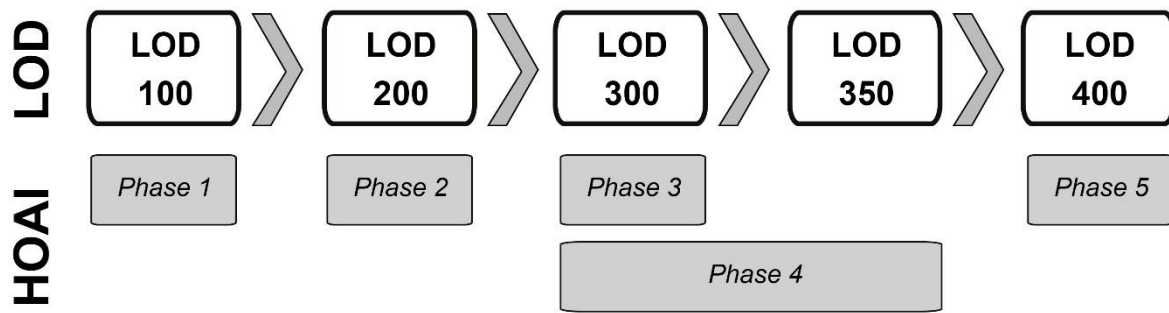 LOD
LOD
100
LOD
200
LOD
300
LOD
350
LOD
400
HOAI
Phase 1
Phase 2
Phase 3
Phase 5
Phase 4